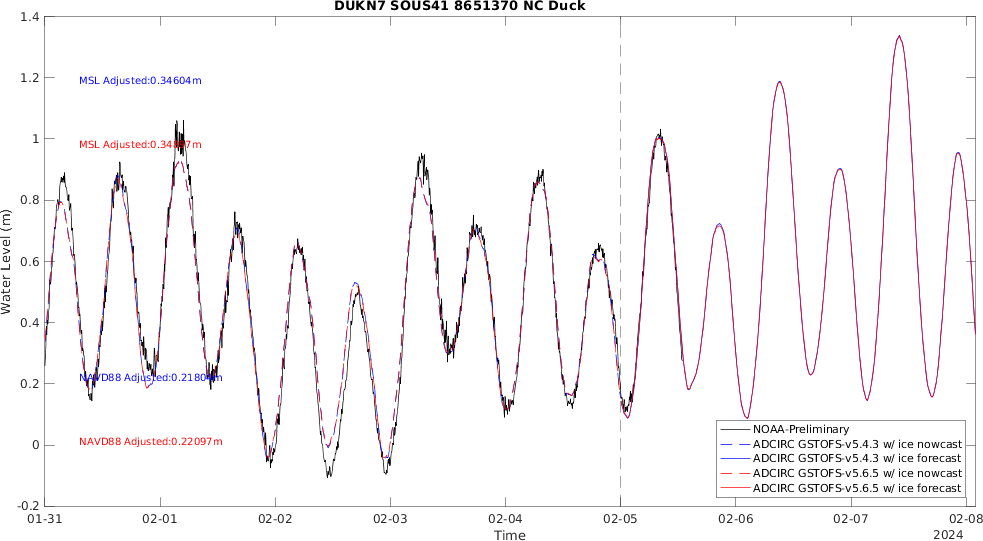 DUKN7 SOUS41 8651370 NC Duck
1.4
1.2
1
0.8
0.6
0.4
0.2
0
-0.2
Water Level (m)
MSL Adjusted:0.34604m
MSL
NAVD88
NAVD88 Adjusted:0.22097m
NOAA-Preliminary
ADCIRC GSTOFS-v5.4.3 w/ ice nowcast
ADCIRC GSTOFS-v5.4.3 w/ ice forecast
ADCIRC GSTOFS-v5.6.5 w/ ice nowcast
ADCIRC GSTOFS-v5.6.5 w/ ice forecast
01-31 02-01 02-02 02-03 02-04 02-05 02-06 02-07 02-08
Time
2024